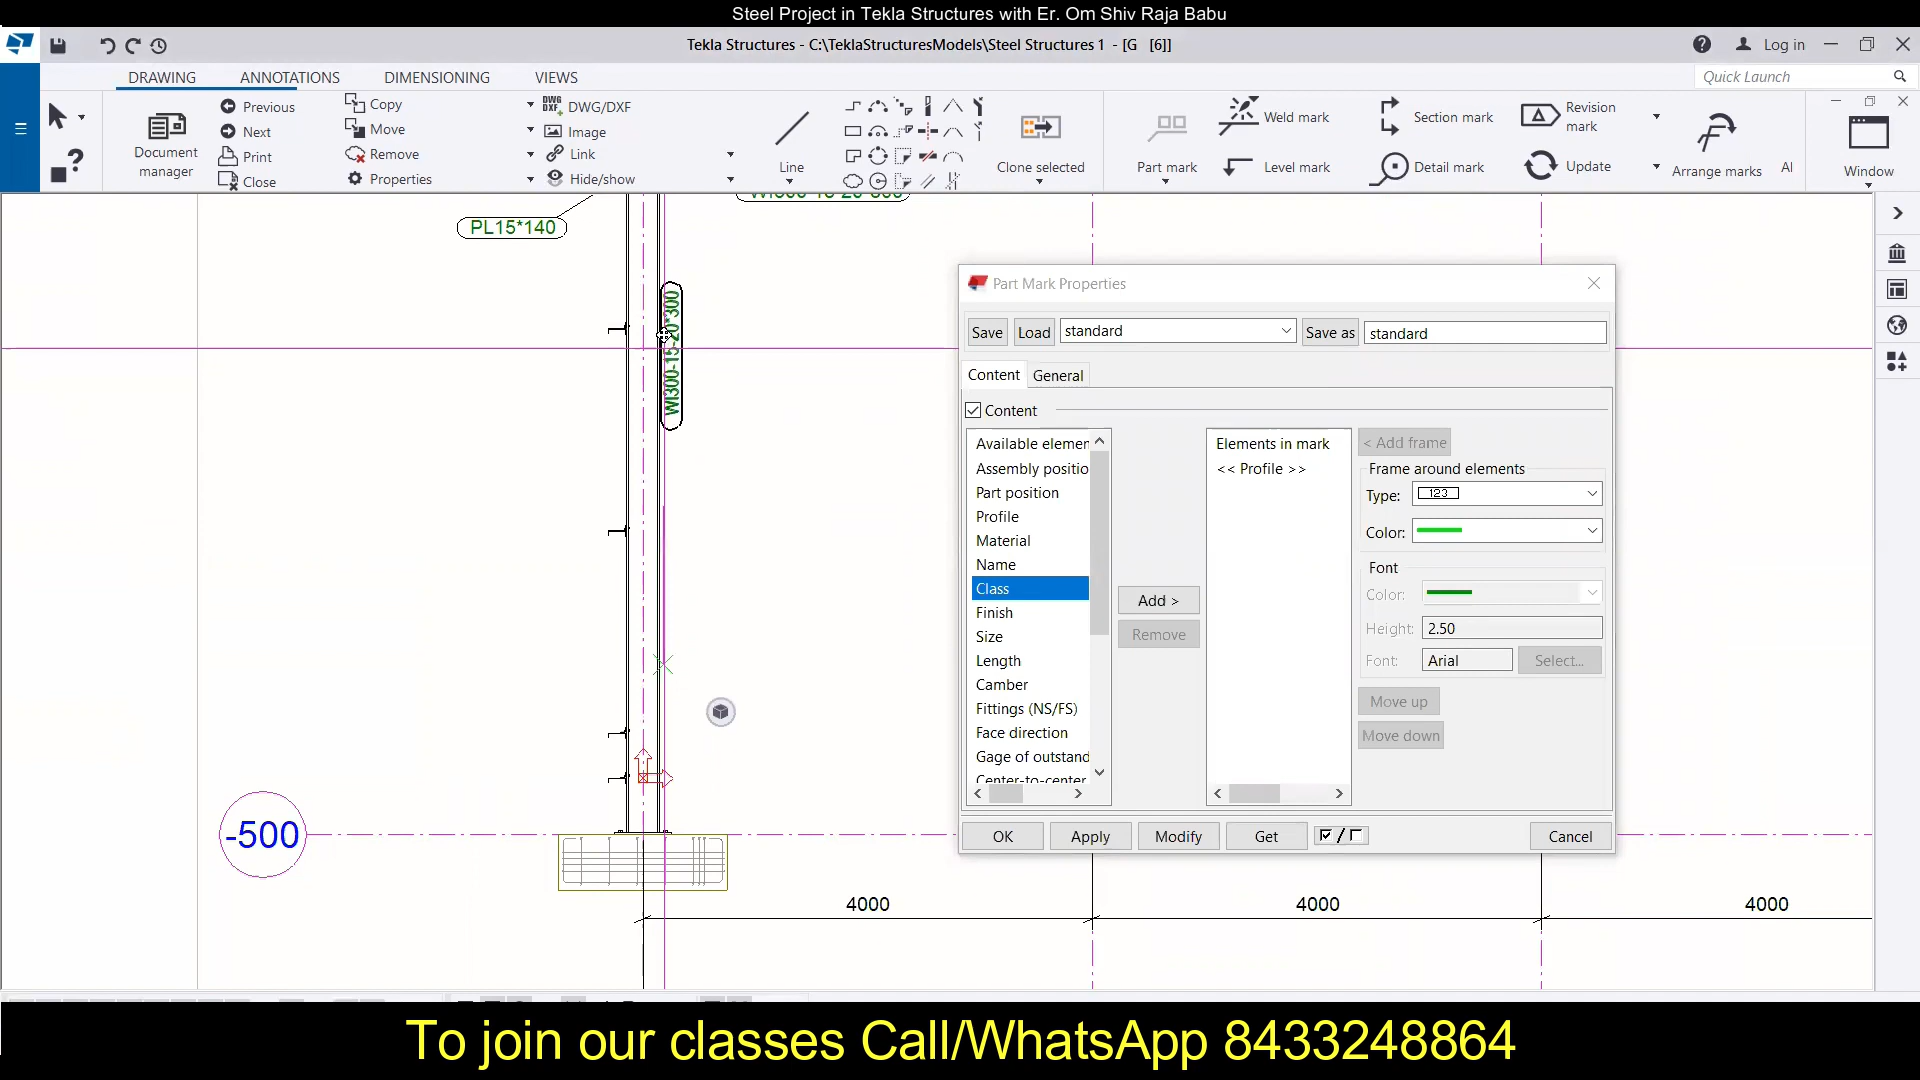 Steel Project in Tekla Structures with Er. Om Shiv Raja Babu
Tekla Structures - C:\TeklaStructuresModels\Steel Structures 1 - [G [6]]
Log in
DRAWING ANNOTATIONS DIMENSIONING VIEWS
Quick Launch
Document manager
Previous
Next
Print
Close
Copy
Move
Remove
Properties
DWG/DXF
Image
Link
Hide/show
Line
Clone selected
Part mark
Weld mark
Level mark
Section mark
Detail mark
Revision mark
Update
Arrange marks
Al
Window
PL15*140
WI300-15-20*300
-500
4000 4000 4000
Part Mark Properties
Save Load standard Save as standard
Content General
Content
Available elemen
Assembly positio
Part position
Profile
Material
Name
Class
Finish
Size
Length
Camber
Fittings (NS/FS)
Face direction
Gage of outstand
Center-to-center
Add >
Remove
Elements in mark
<< Profile >>
< Add frame
Frame around elements
Type: 123
Color:
Font
Color:
Height: 2.50
Font: Arial Select...
Move up
Move down
OK Apply Modify Get Cancel
To join our classes Call/WhatsApp 8433248864